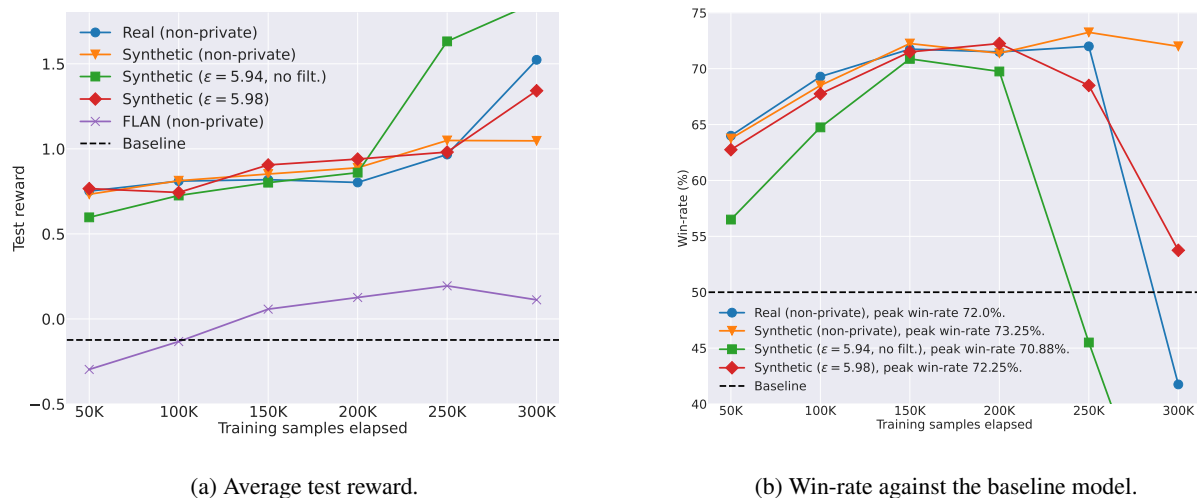 Real (non-private)
Synthetic (non-private)
Synthetic (ε = 5.94, no filt.)
Synthetic (ε = 5.98)
FLAN (non-private)
Baseline
Test reward
1.5
1.0
0.5
0.0
−0.5
50K 100K 150K 200K 250K 300K
Training samples elapsed
(a) Average test reward.
75
70
65
60
55
50
45
40
Win-rate (%)
Real (non-private), peak win-rate 72.0%.
Synthetic (non-private), peak win-rate 73.25%.
Synthetic (ε = 5.94, no filt.), peak win-rate 70.88%.
Synthetic (ε = 5.98), peak win-rate 72.25%.
Baseline
50K 100K 150K 200K 250K 300K
Training samples elapsed
(b) Win-rate against the baseline model.